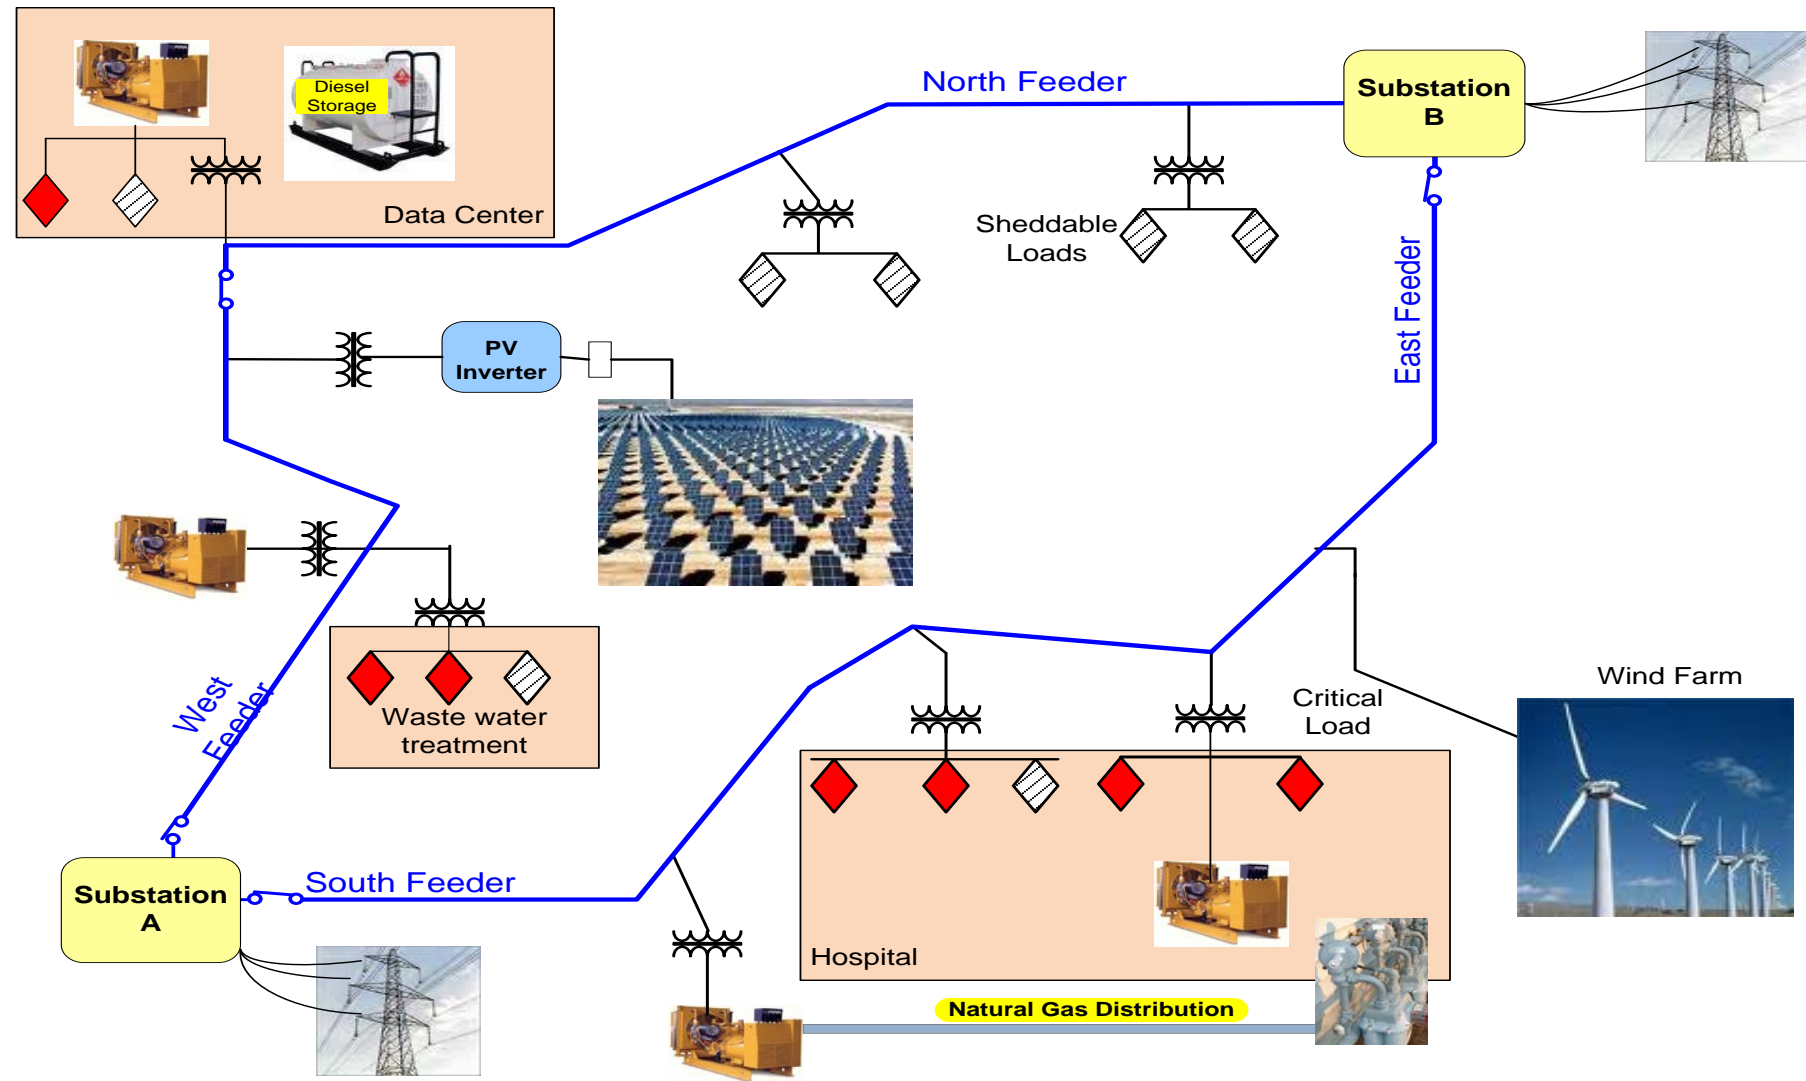 North Feeder
Substation
B
Diesel
Storage
Data Center
Sheddable
Loads
East Feeder
PV
Inverter
West
Feeder
Waste water
treatment
Critical
Load
Wind Farm
Substation
A
South Feeder
Hospital
Natural Gas Distribution